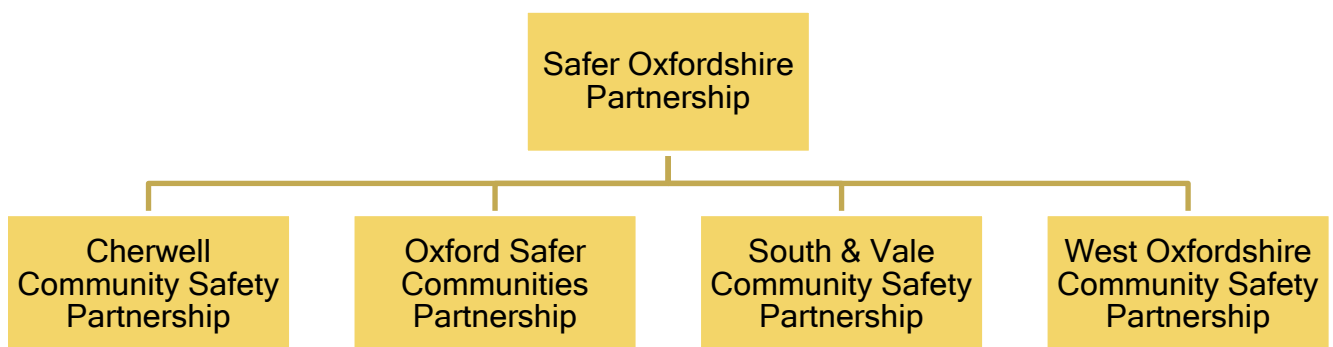 Safer Oxfordshire
Partnership
Cherwell
Community Safety
Partnership
Oxford Safer
Communities
Partnership
South & Vale
Community Safety
Partnership
West Oxfordshire
Community Safety
Partnership